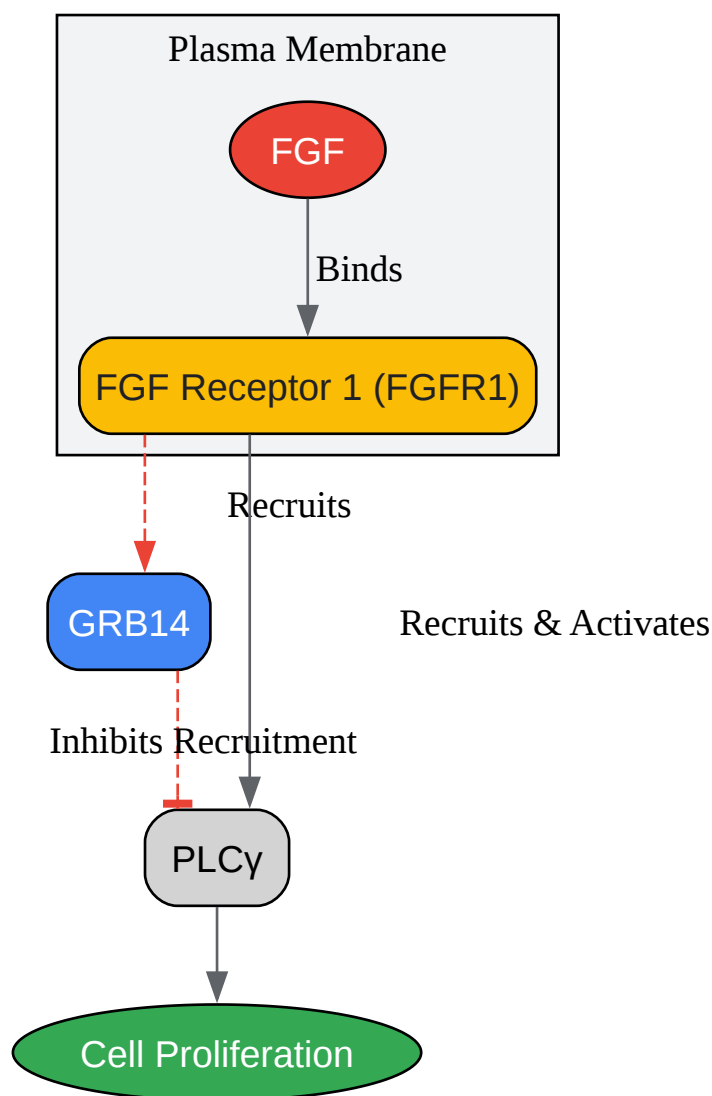 Plasma Membrane
FGF
Binds
FGF Receptor 1 (FGFR1)
Recruits
GRB14
Recruits & Activates
Inhibits Recruitment
PLCγ
Cell Proliferation